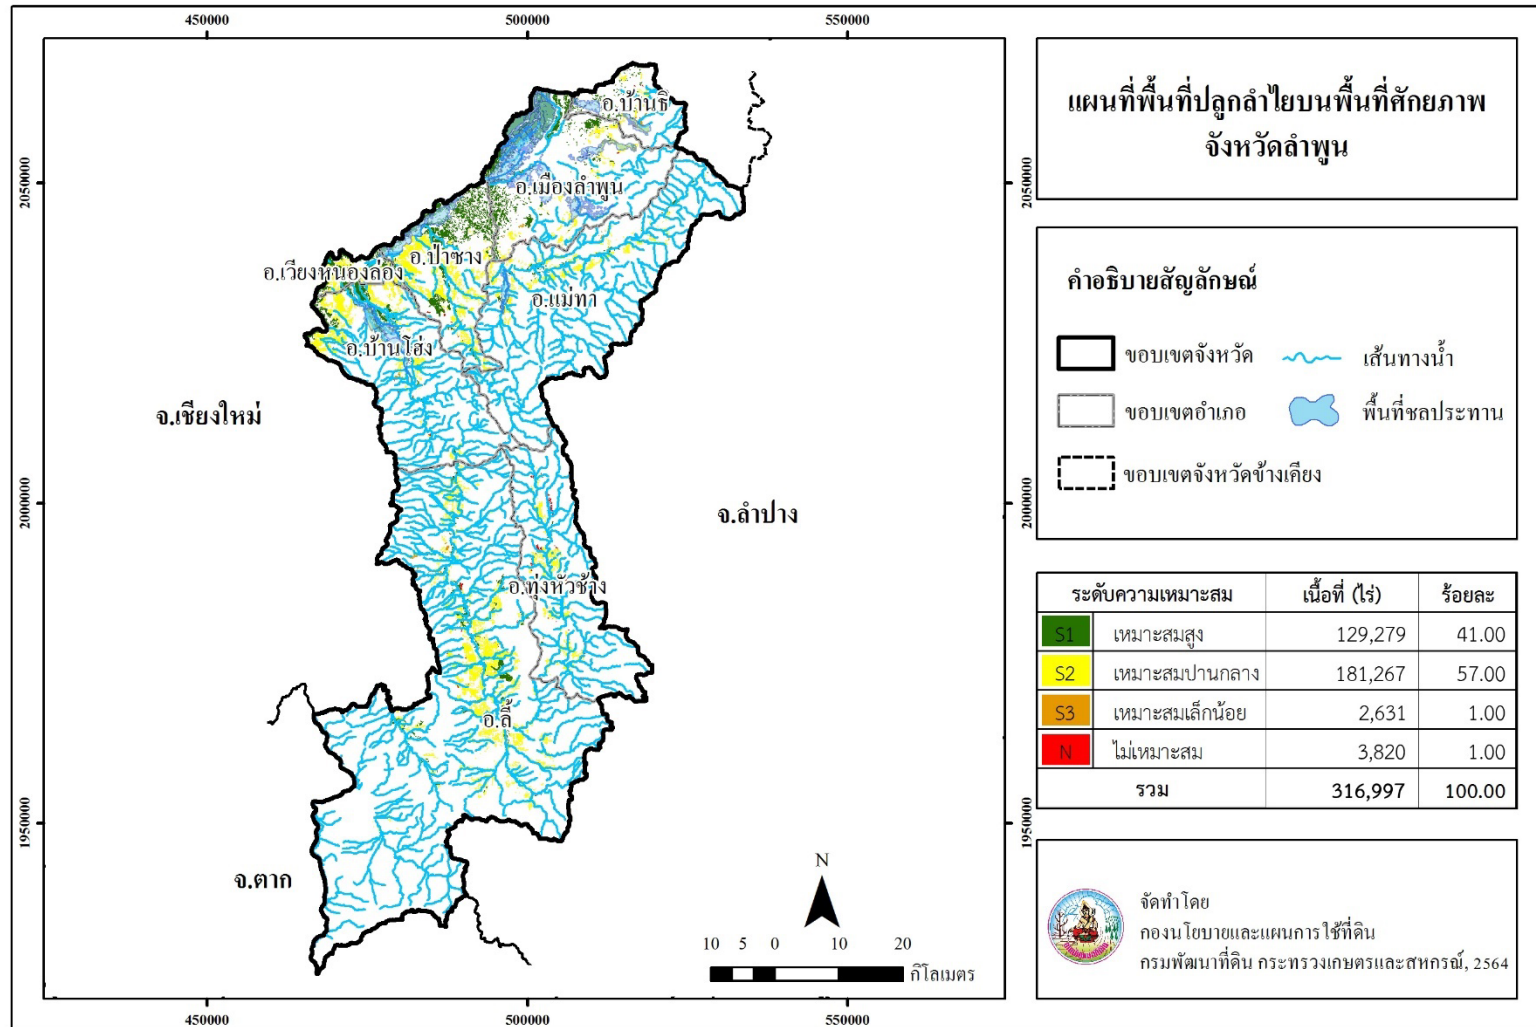 450000
500000
550000
2050000
2000000
1950000
2050000
2000000
1950000
450000
500000
550000
อ.บ้านธิ
อ.เมืองลำพูน
อ.ป่าซาง
อ.เวียงหนองล่อง
อ.แม่ทา
อ.บ้านโฮ่ง
จ.เชียงใหม่
จ.ลำปาง
อ.ทุ่งหัวช้าง
อ.ลี้
จ.ตาก
N
10 5 0 10 20
กิโลเมตร
แผนที่พื้นที่ปลูกลำไยบนพื้นที่ศักยภาพ
จังหวัดลำพูน
คำอธิบายสัญลักษณ์
ขอบเขตจังหวัด เส้นทางน้ำ
ขอบเขตอำเภอ พื้นที่ชลประทาน
ขอบเขตจังหวัดข้างเคียง
ระดับความเหมาะสม เนื้อที่ (ไร่) ร้อยละ
S1 เหมาะสมสูง 129,279 41.00
S2 เหมาะสมปานกลาง 181,267 57.00
S3 เหมาะสมเล็กน้อย 2,631 1.00
N ไม่เหมาะสม 3,820 1.00
รวม 316,997 100.00
จัดทำโดย
กองนโยบายและแผนการใช้ที่ดิน
กรมพัฒนาที่ดิน กระทรวงเกษตรและสหกรณ์, 2564